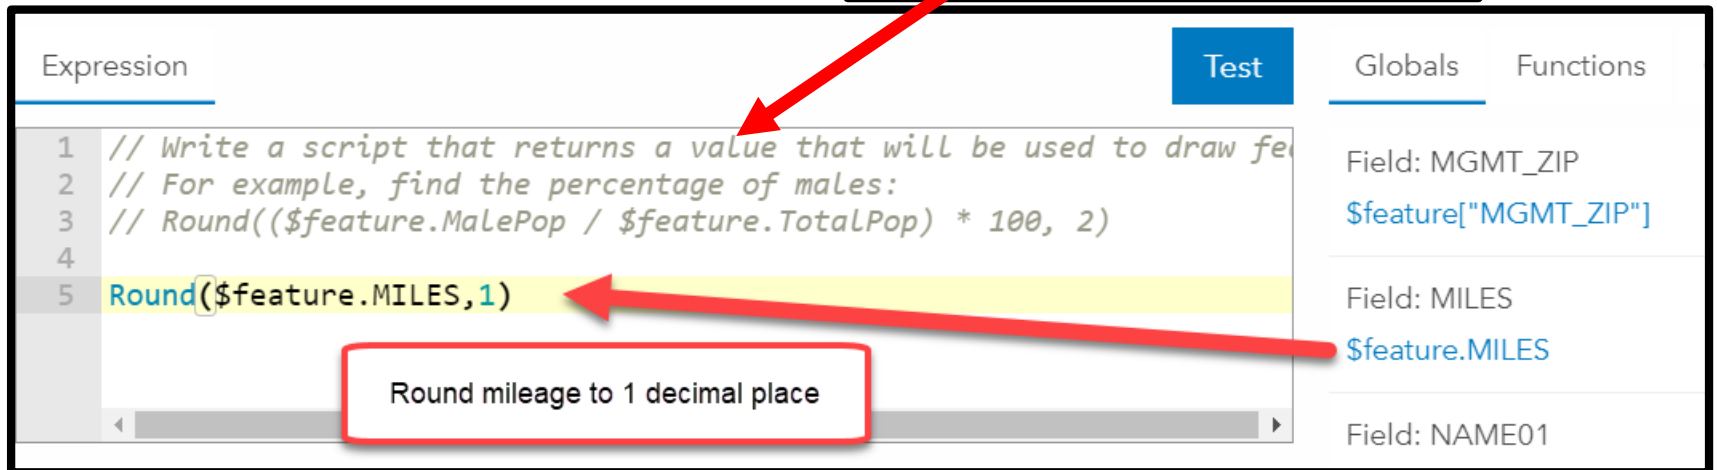 Expression
Test
Globals
Functions
1 // Write a script that returns a value that will be used to draw
2 // For example, find the percentage of males:
3 // Round(($feature.MalePop / $feature.TotalPop) * 100, 2)
4
5 Round($feature.MILES,1)
Round mileage to 1 decimal place
Field: MGMT_ZIP
$feature["MGMT_ZIP"]
Field: MILES
$feature.MILES
Field: NAME01